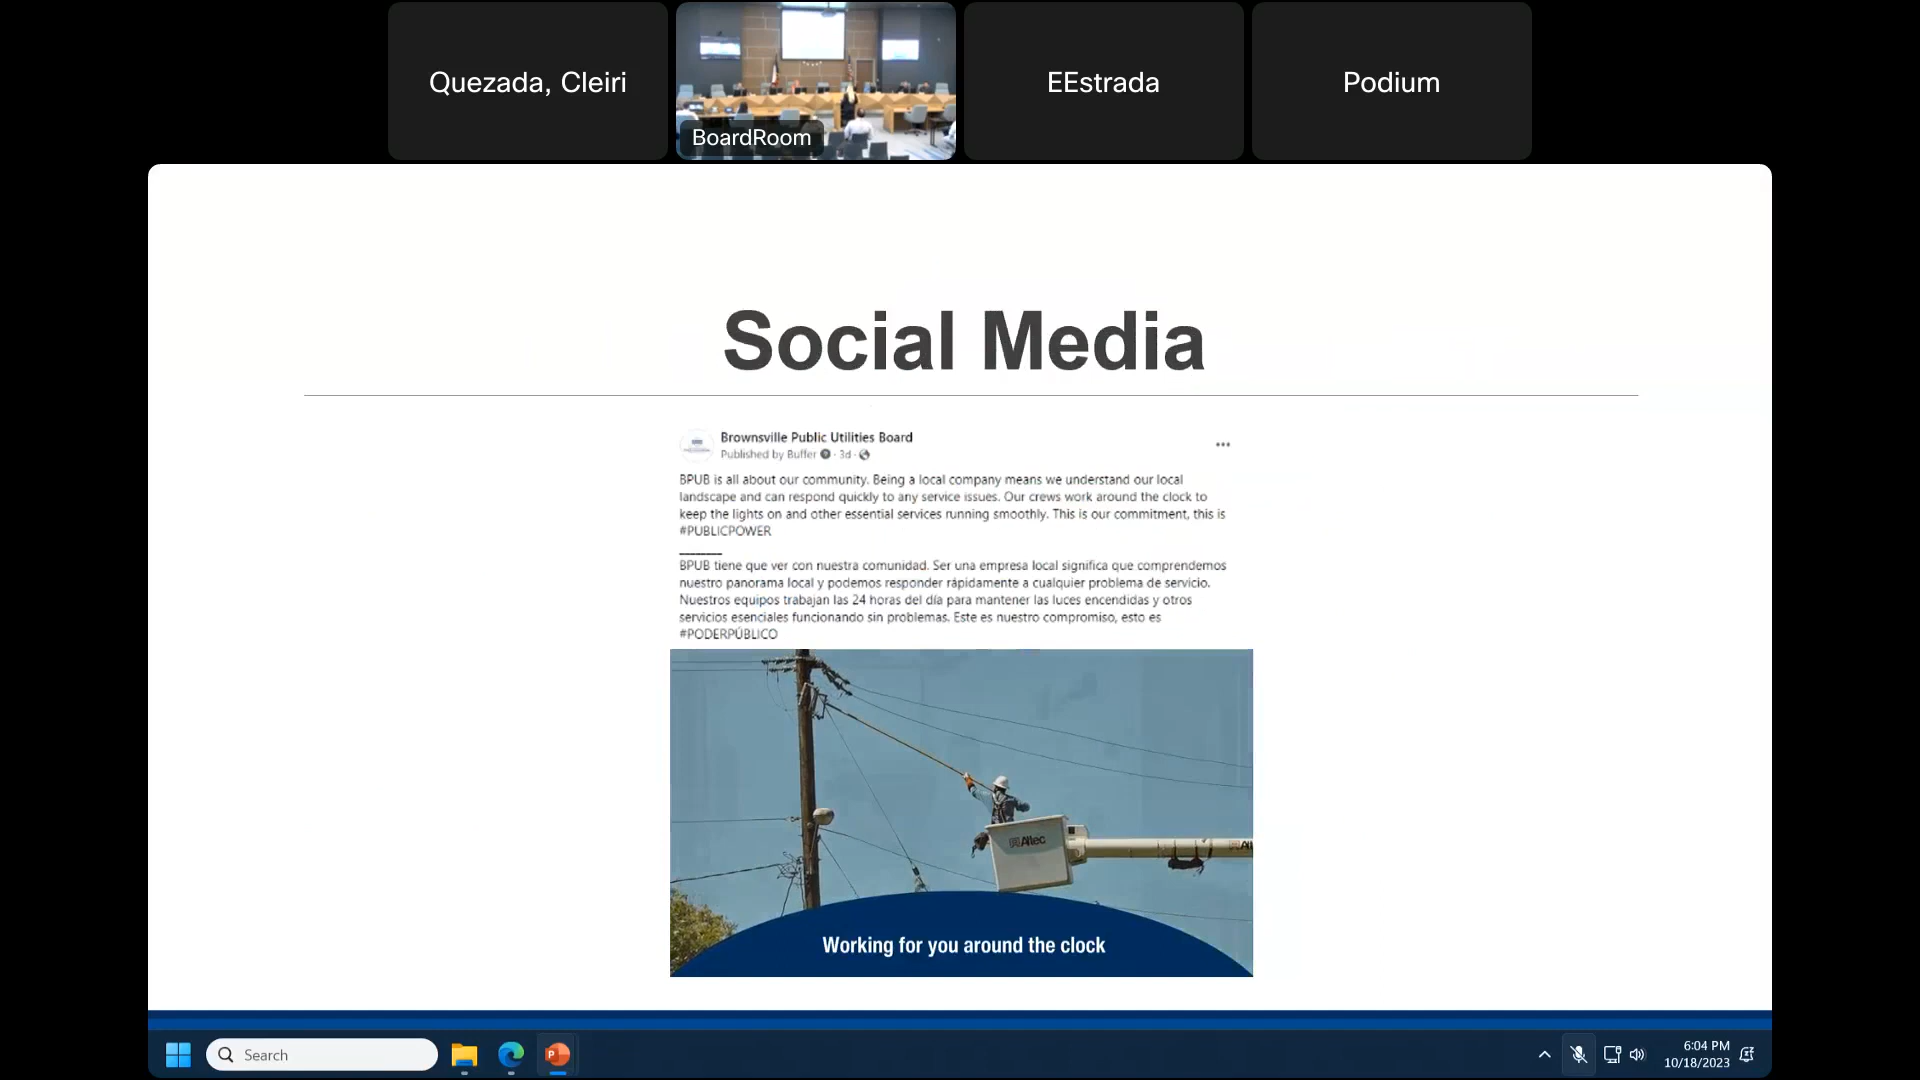 Quezada, Cleiri
BoardRoom
EEstrada
Podium
Social Media
Brownsville Public Utilities Board
Published by Buffer · 3d ·
BPUB is all about our community. Being a local company means we understand our local
landscape and can respond quickly to any service issues. Our crews work around the clock to
keep the lights on and other essential services running smoothly. This is our commitment, this is
#PUBLICPOWER
________
BPUB tiene que ver con nuestra comunidad. Ser una empresa local significa que comprendemos
nuestro panorama local y podemos responder rápidamente a cualquier problema de servicio.
Nuestros equipos trabajan las 24 horas del día para mantener las luces encendidas y otros
servicios esenciales funcionando sin problemas. Este es nuestro compromiso, esto es
#PODERPÚBLICO
Altec
Working for you around the clock
Search
6:04 PM
10/18/2023